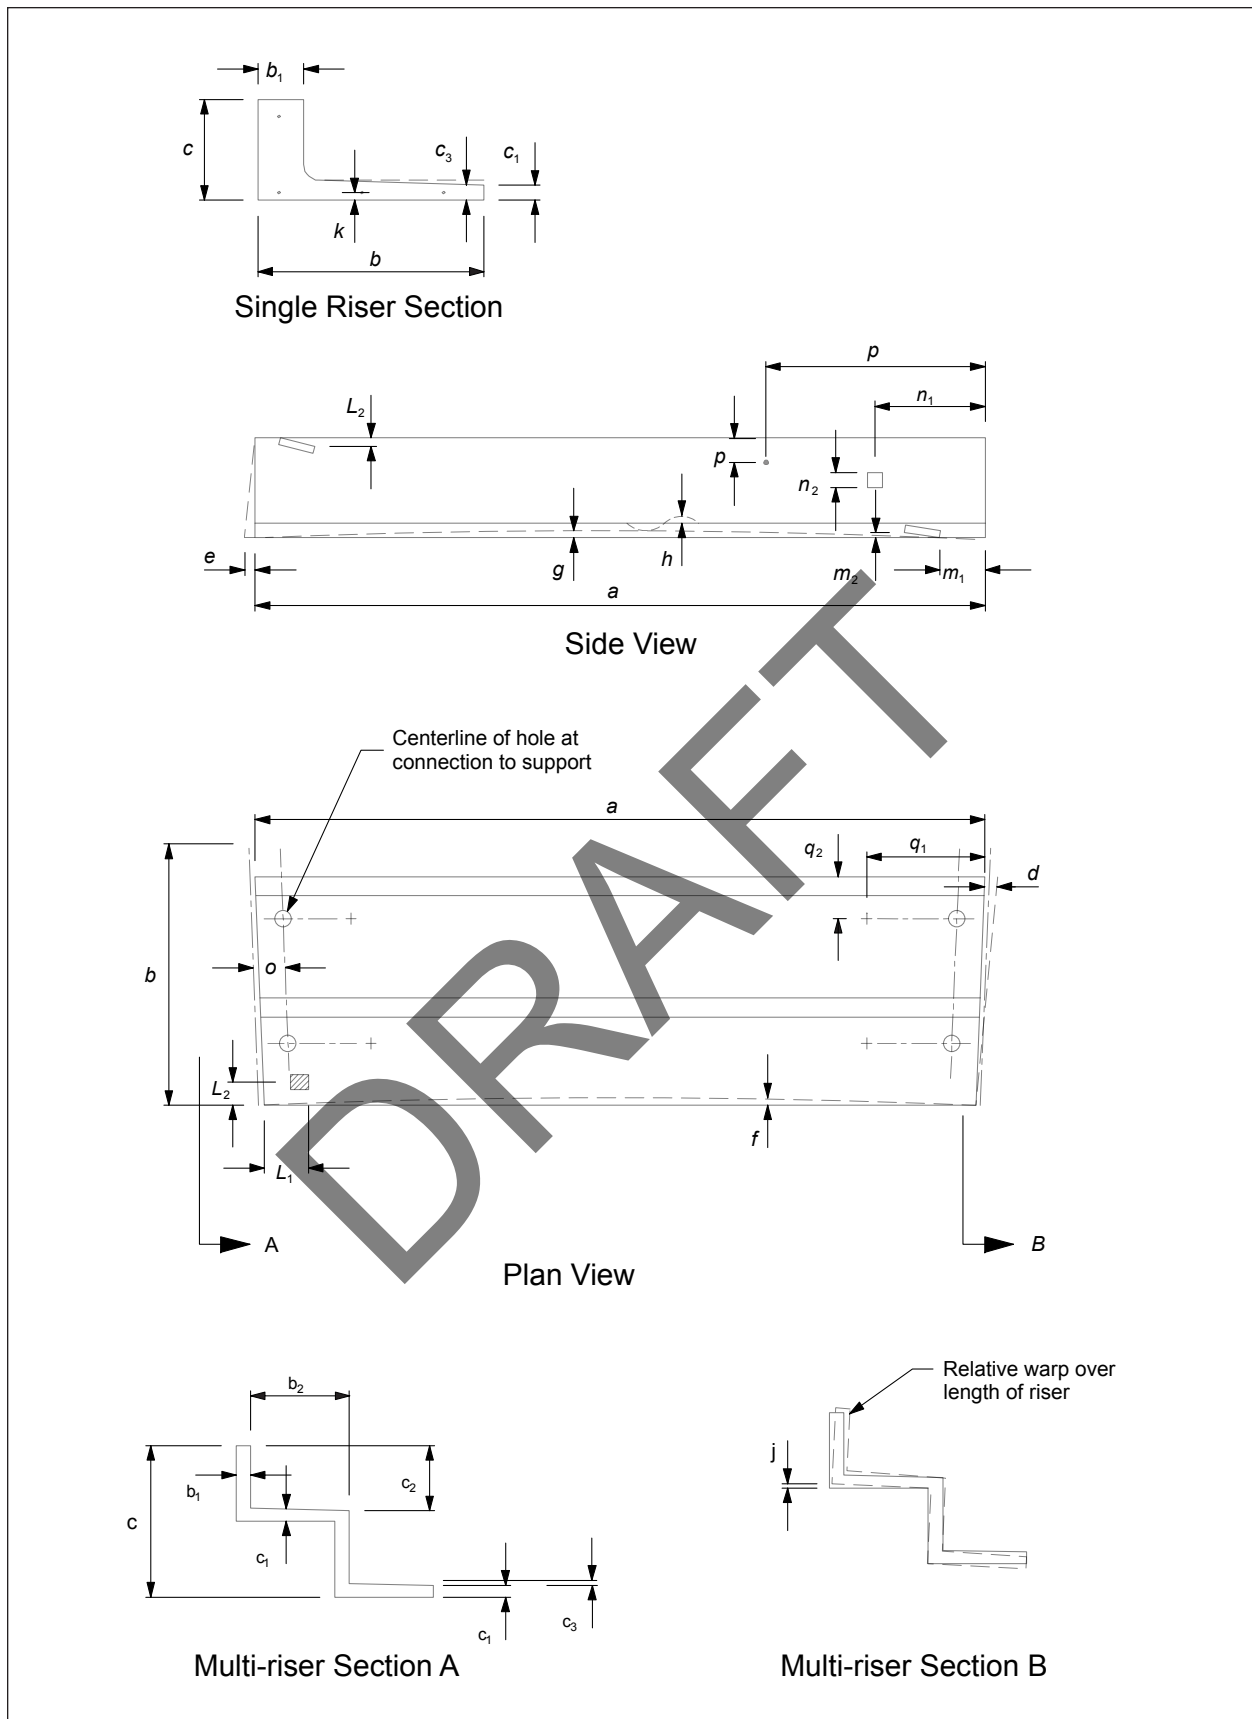 b1
c
c3
c1
k
b
Single Riser Section
p
n1
L2
p
n2
e
g
h
m2
m1
a
Side View
Centerline of hole at
connection to support
a
q2
q1
d
b
o
L2
f
L1
A
B
Plan View
DRAFT
b2
b1
c2
c
c1
c1
c3
Multi-riser Section A
Relative warp over
length of riser
j
Multi-riser Section B